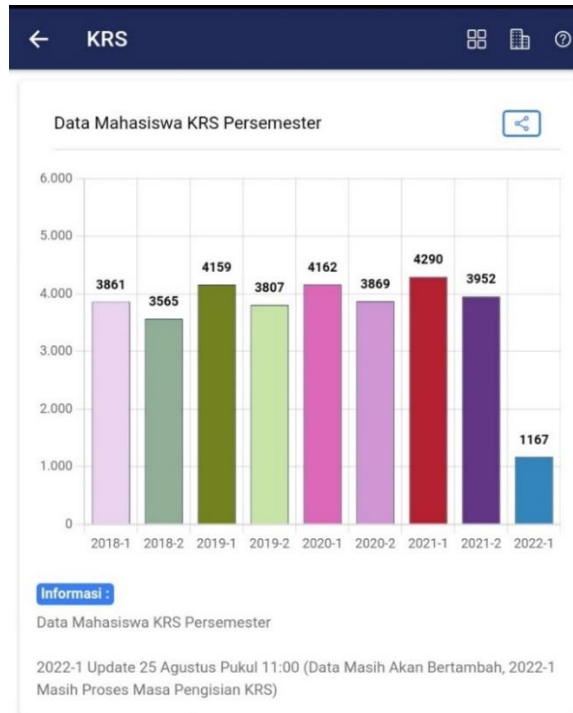 KRS
Data Mahasiswa KRS Persemester
6.000
5.000
4.000
3.000
2.000
1.000
0
3861
3565
4159
3807
4162
3869
4290
3952
1167
2018-1 2018-2 2019-1 2019-2 2020-1 2020-2 2021-1 2021-2 2022-1
Informasi :
Data Mahasiswa KRS Persemester
2022-1 Update 25 Agustus Pukul 11:00 (Data Masih Akan Bertambah, 2022-1
Masih Proses Masa Pengisian KRS)